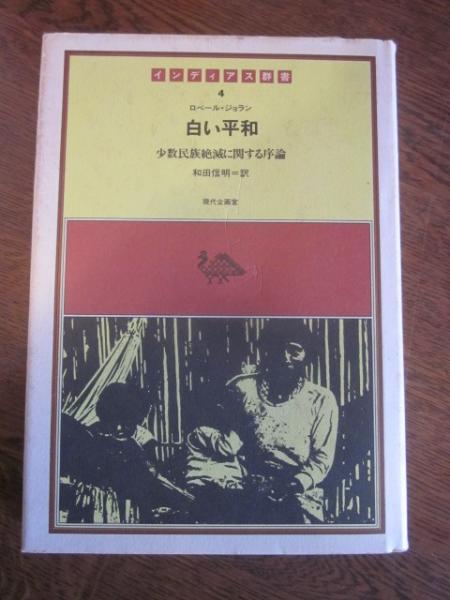 インディアス群書
4
ロベール・ジョラン
白い平和
少数民族絶滅に関する序論
和田信明＝訳
現代企画室